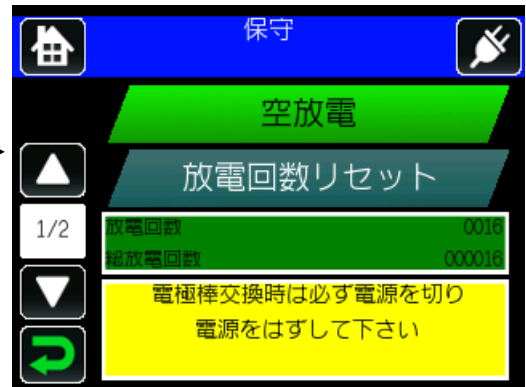 保守
空放電
放電回数リセット
1/2
放電回数 0016
総放電回数 000016
電極棒交換時は必ず電源を切り
電源をはずして下さい